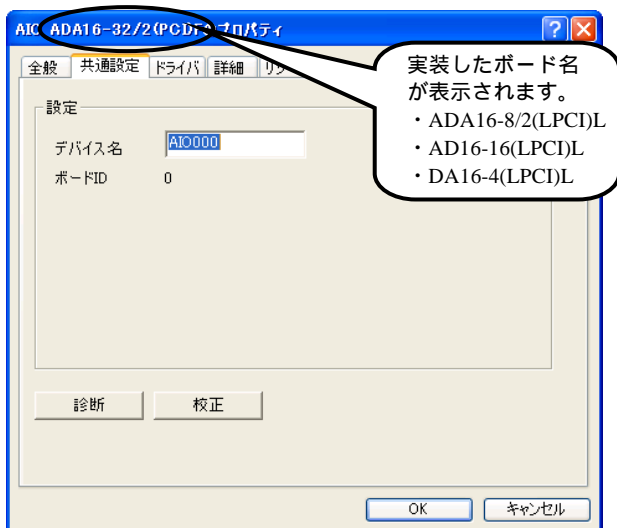 AIO ADA16-32/2(PCI)F のプロパティ
全般 共通設定 ドライバ 詳細
設定
デバイス名 AIO000
ボードID 0
診断 校正
OK キャンセル
実装したボード名
が表示されます。
・ADA16-8/2(LPCI)L
・AD16-16(LPCI)L
・DA16-4(LPCI)L